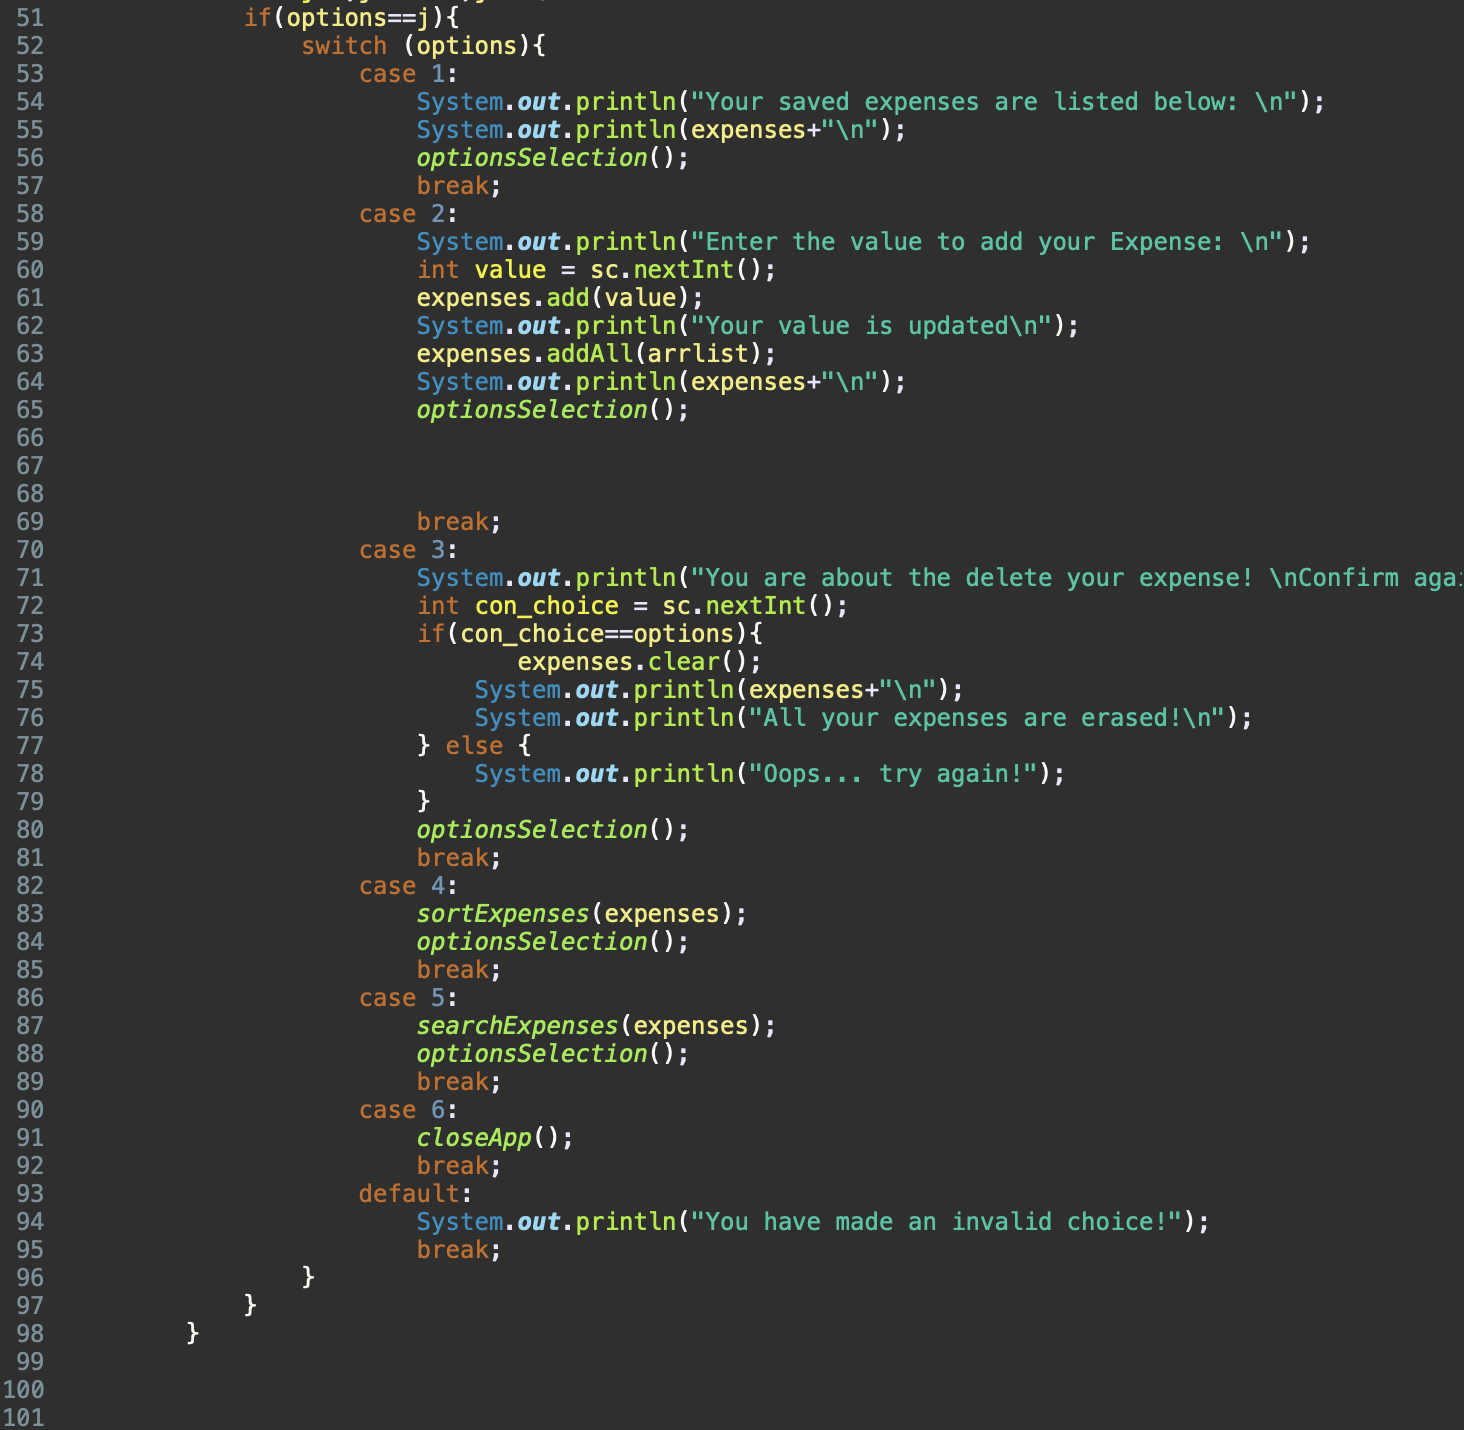 51 if(options==j){
52 switch (options){
53 case 1:
54 System.out.println("Your saved expenses are listed below: \n");
55 System.out.println(expenses+"\n");
56 optionsSelection();
57 break;
58 case 2:
59 System.out.println("Enter the value to add your Expense: \n");
60 int value = sc.nextInt();
61 expenses.add(value);
62 System.out.println("Your value is updated\n");
63 expenses.addAll(arrlist);
64 System.out.println(expenses+"\n");
65 optionsSelection();
66
67
68
69 break;
70 case 3:
71 System.out.println("You are about the delete your expense! \nConfirm aga
72 int con_choice = sc.nextInt();
73 if(con_choice==options){
74 expenses.clear();
75 System.out.println(expenses+"\n");
76 System.out.println("All your expenses are erased!\n");
77 } else {
78 System.out.println("Oops... try again!");
79 }
80 optionsSelection();
81 break;
82 case 4:
83 sortExpenses(expenses);
84 optionsSelection();
85 break;
86 case 5:
87 searchExpenses(expenses);
88 optionsSelection();
89 break;
90 case 6:
91 closeApp();
92 break;
93 default:
94 System.out.println("You have made an invalid choice!");
95 break;
96 }
97 }
98 }
99
100
101